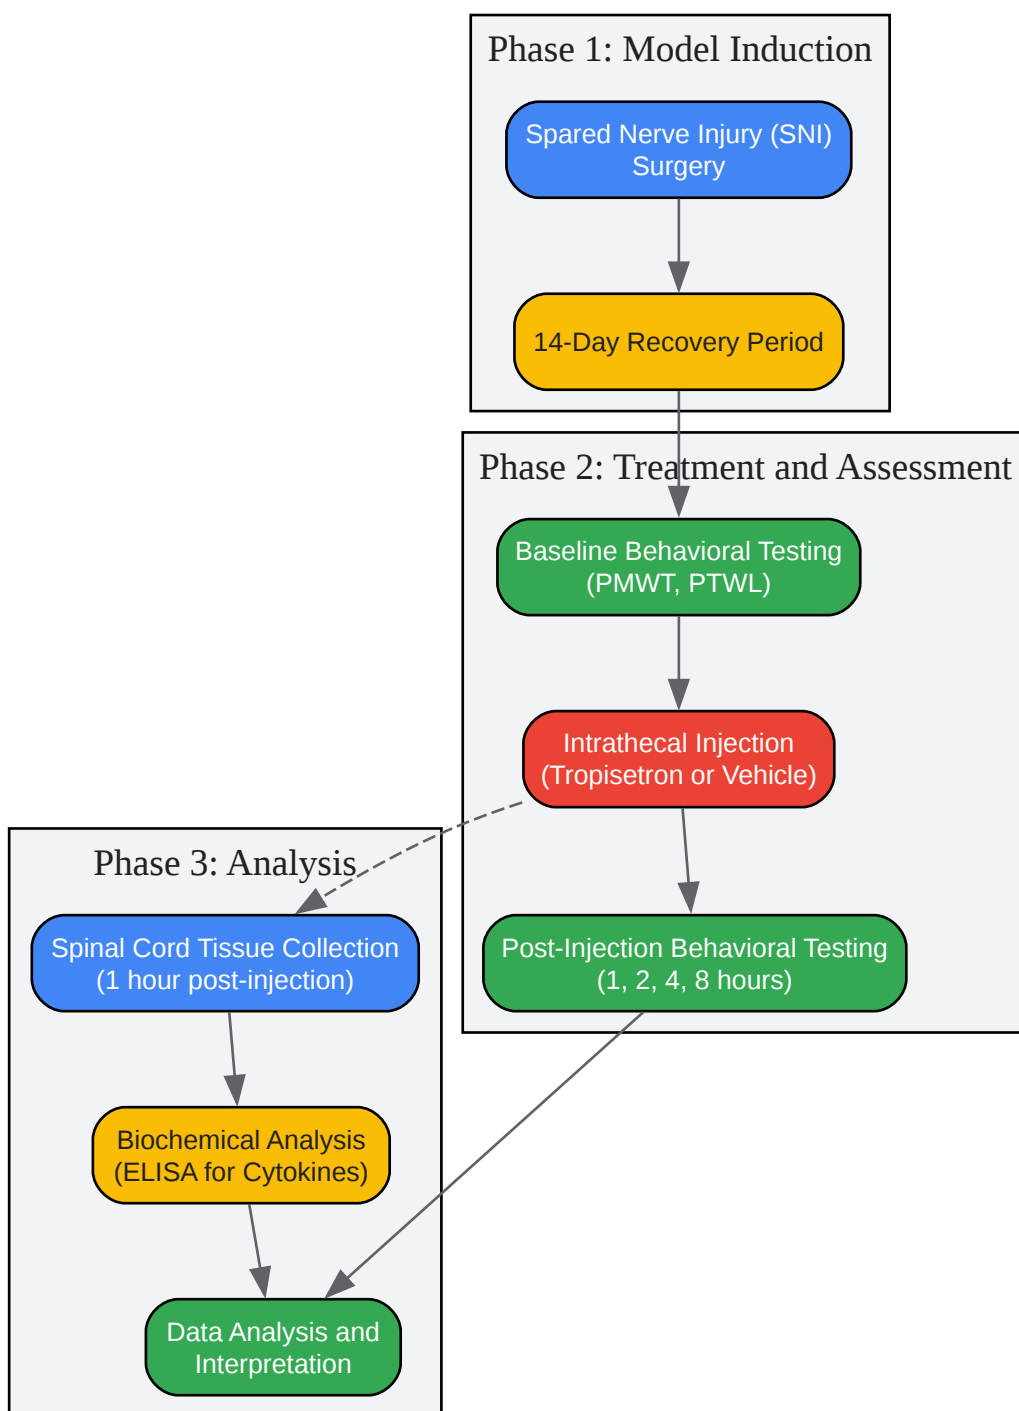 Phase 1: Model Induction
Spared Nerve Injury (SNI)
Surgery
14-Day Recovery Period
Phase 2: Treatment and Assessment
Baseline Behavioral Testing
(PMWT, PTWL)
Intrathecal Injection
(Tropisetron or Vehicle)
Post-Injection Behavioral Testing
(1, 2, 4, 8 hours)
Phase 3: Analysis
Spinal Cord Tissue Collection
(1 hour post-injection)
Biochemical Analysis
(ELISA for Cytokines)
Data Analysis and
Interpretation